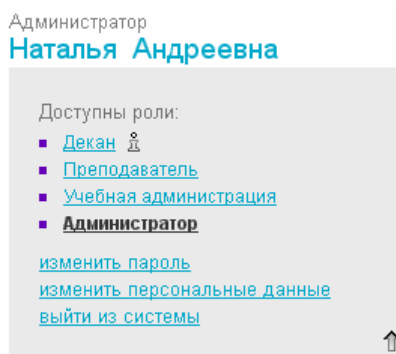 Администратор
Наталья Андреевна
Доступны роли:
Декан
Преподаватель
Учебная администрация
Администратор
изменить пароль
изменить персональные данные
выйти из системы